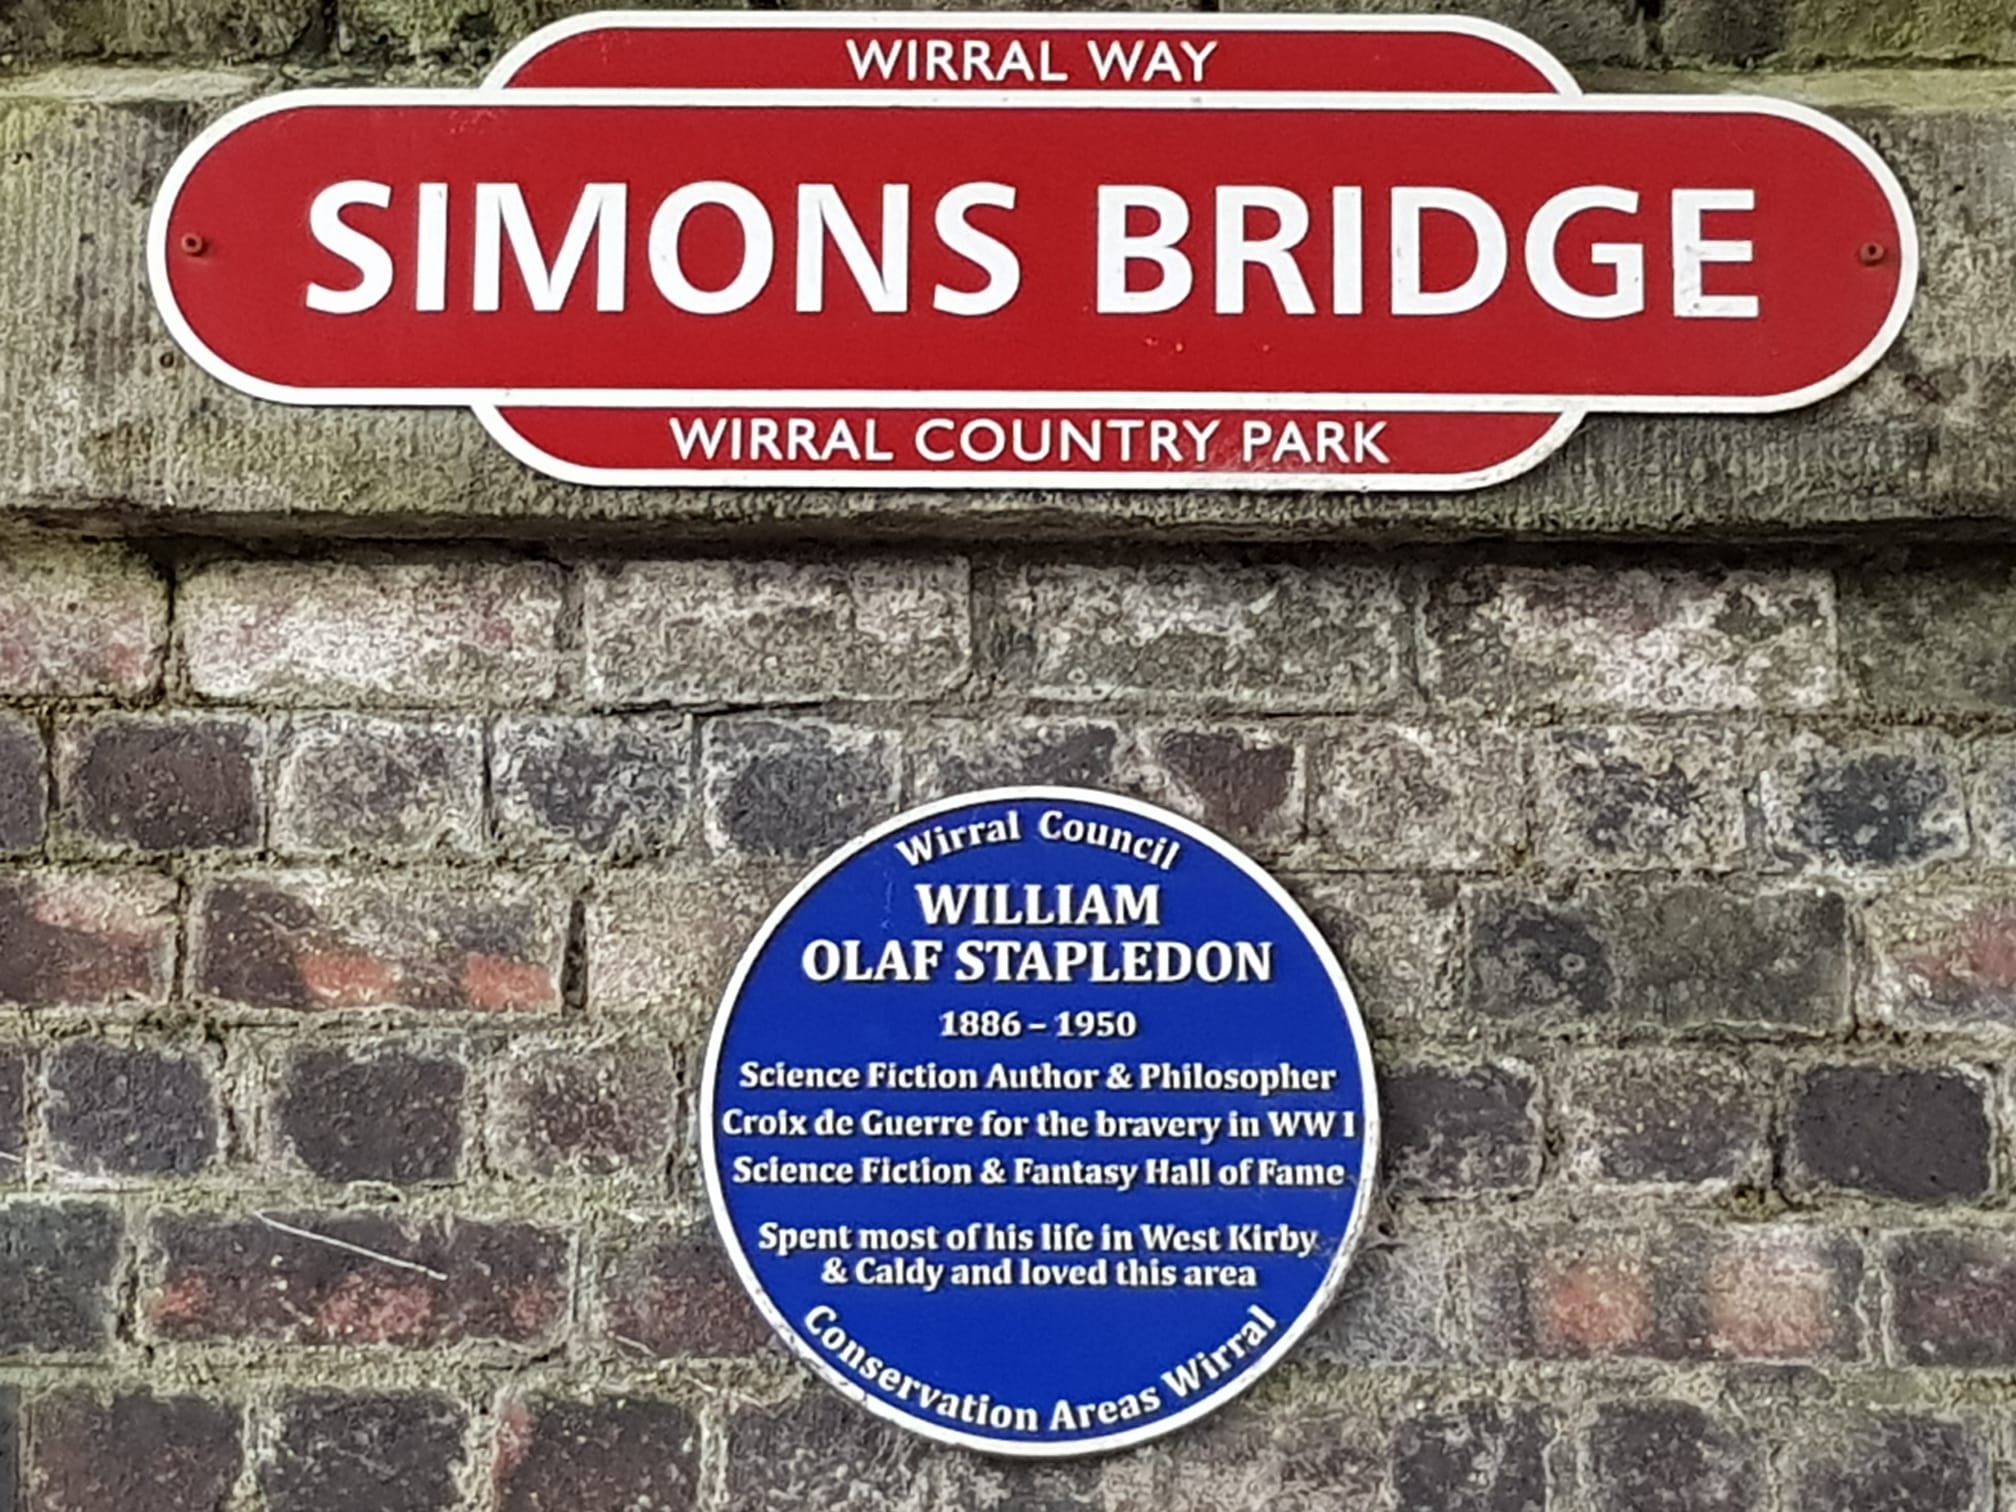 WIRRAL WAY
SIMONS BRIDGE
WIRRAL COUNTRY PARK
Wirral Council
WILLIAM
OLAF STAPLEDON
1886 – 1950
Science Fiction Author & Philosopher
Croix de Guerre for the bravery in WW I
Science Fiction & Fantasy Hall of Fame
Spent most of his life in West Kirby
& Caldy and loved this area
Conservation Areas Wirral